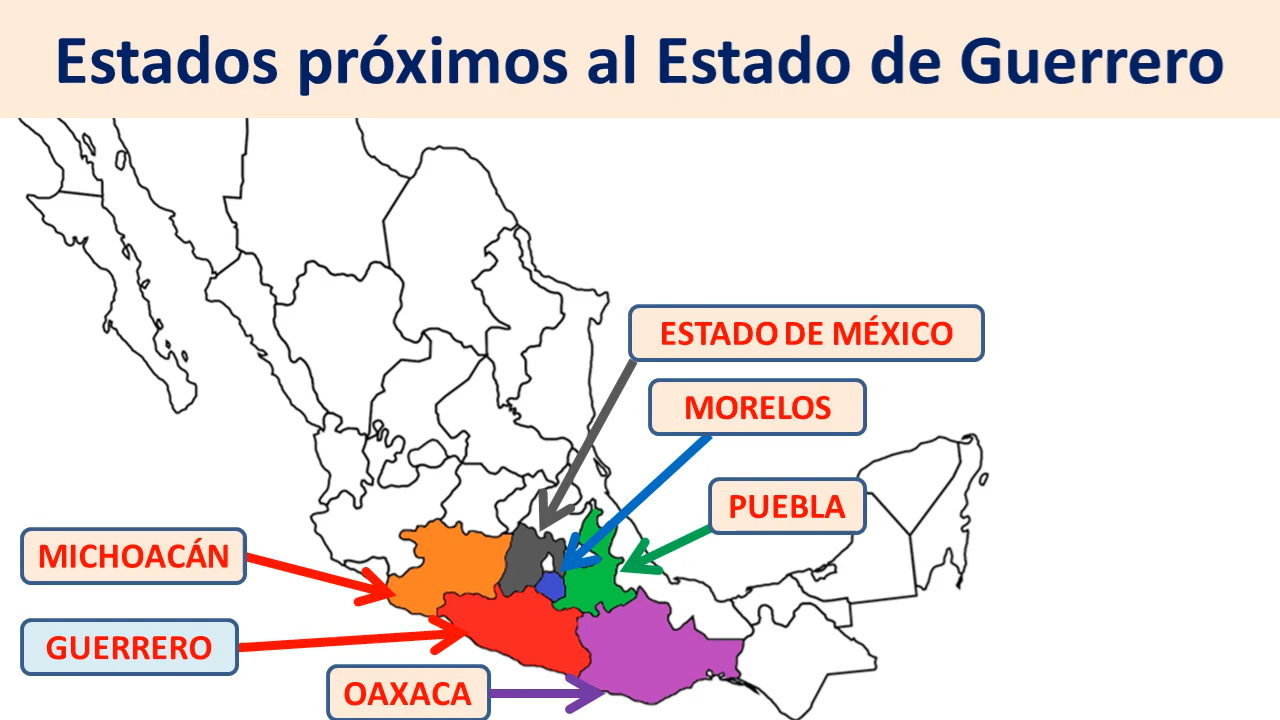 Estados próximos al Estado de Guerrero
ESTADO DE MÉXICO
MORELOS
PUEBLA
MICHOACÁN
GUERRERO
OAXACA